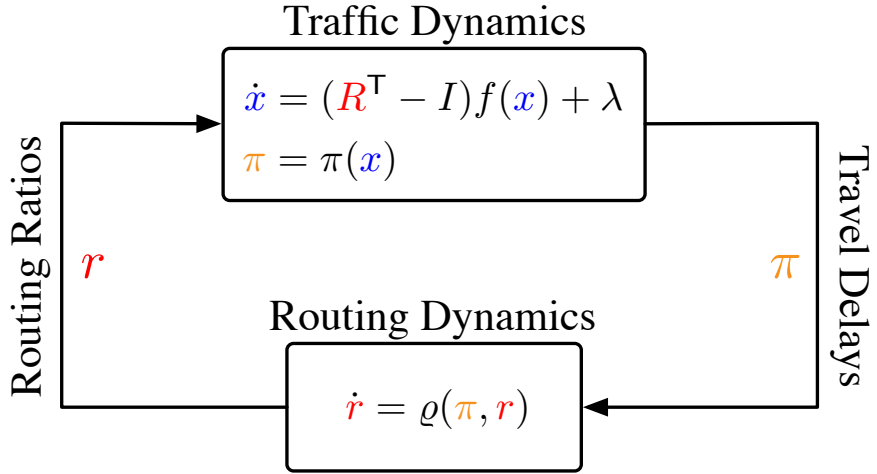 Traffic Dynamics
ẋ = (Rᵀ − I)f(x) + λ
π = π(x)
Routing Ratios
r
π
Travel Delays
Routing Dynamics
ṙ = ϱ(π, r)